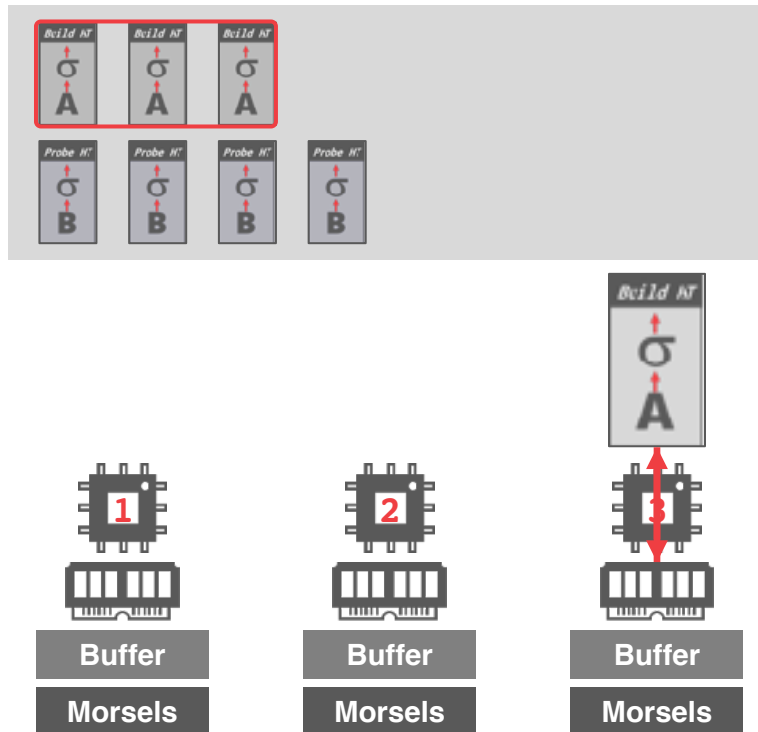 Build HT Build HT Build HT
σ σ σ
A A A
Probe HT Probe HT Probe HT Probe HT
σ σ σ σ
B B B B
Build HT
σ
A
1 2 3
Buffer Buffer Buffer
Morsels Morsels Morsels